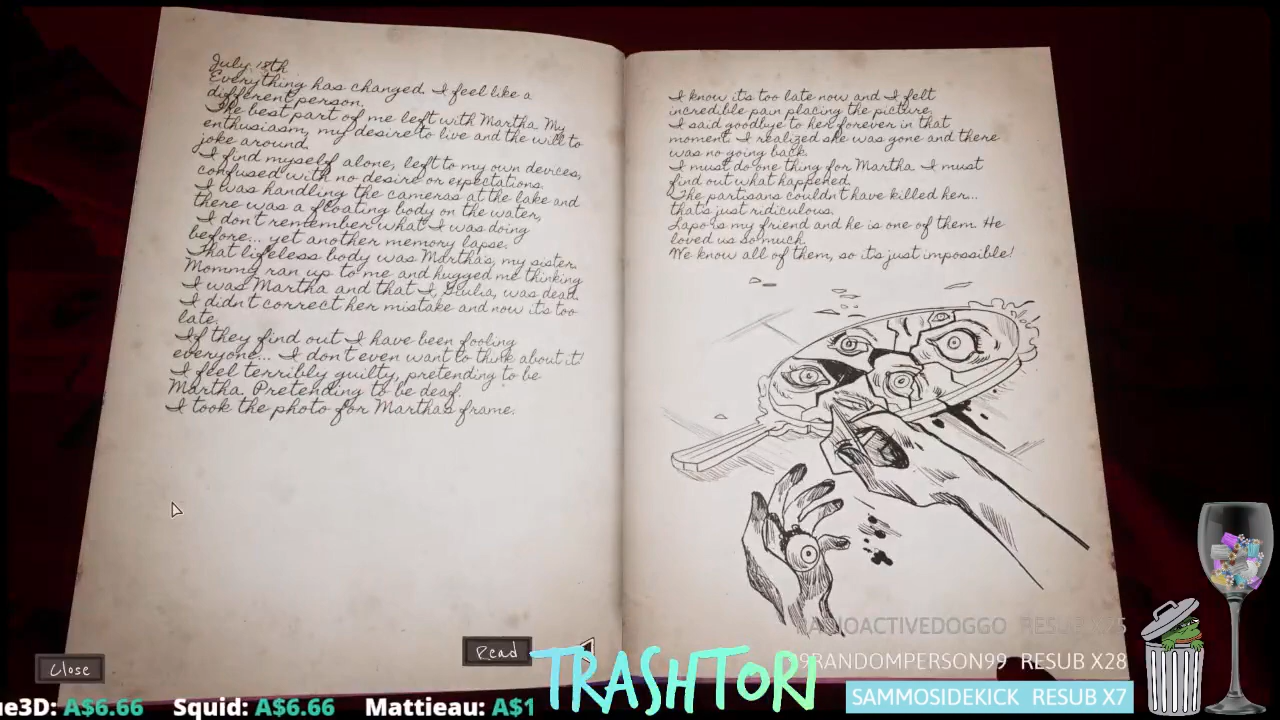 July 18th
Everything has changed. I feel like a
different person.
The best part of me left with Martha. My
enthusiasm, my desire to live and the will to
joke around.
I find myself alone, left to my own devices,
confused with no desire or expectations.
I was handling the cameras at the lake and
there was a floating body on the water,
I don't remember what I was doing
before... yet another memory lapse.
That lifeless body was Martha's, my sister.
Mommy ran up to me and hugged me thinking
I was Martha and that I, Giulia, was dead.
I didn't correct her mistake and now it's too
late.
If they find out I have been fooling
everyone... I don't even want to think about it!
I feel terribly guilty, pretending to be
Martha. Pretending to be deaf.
I took the photo for Martha's frame.
I know it's too late now and I felt
incredible pain placing the picture.
I said goodbye to her forever in that
moment. I realized she was gone and there
was no going back.
I must do one thing for Martha. I must
find out what happened.
The partisans couldn't have killed her...
that's just ridiculous.
Lapo is my friend and he is one of them. He
loved us so much.
We know all of them, so it's just impossible!
Close
Read
TRASHTORI
RADIOACTIVEDOGGO RESUB X25
99RANDOMPERSON99 RESUB X28
SAMMOSIDEKICK RESUB X7
ue3D: A$6.66 Squid: A$6.66 Mattieau: A$1